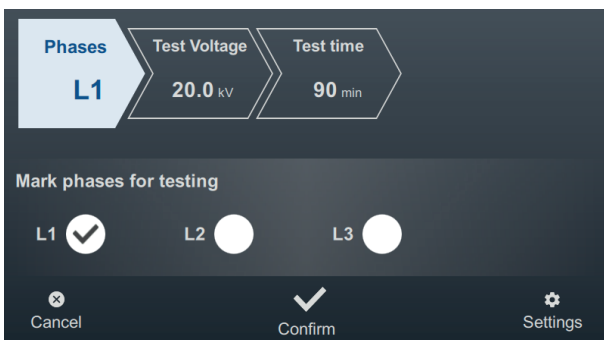 Phases Test Voltage Test time
L1 20.0 kV 90 min
Mark phases for testing
L1 L2 L3
Cancel Confirm Settings